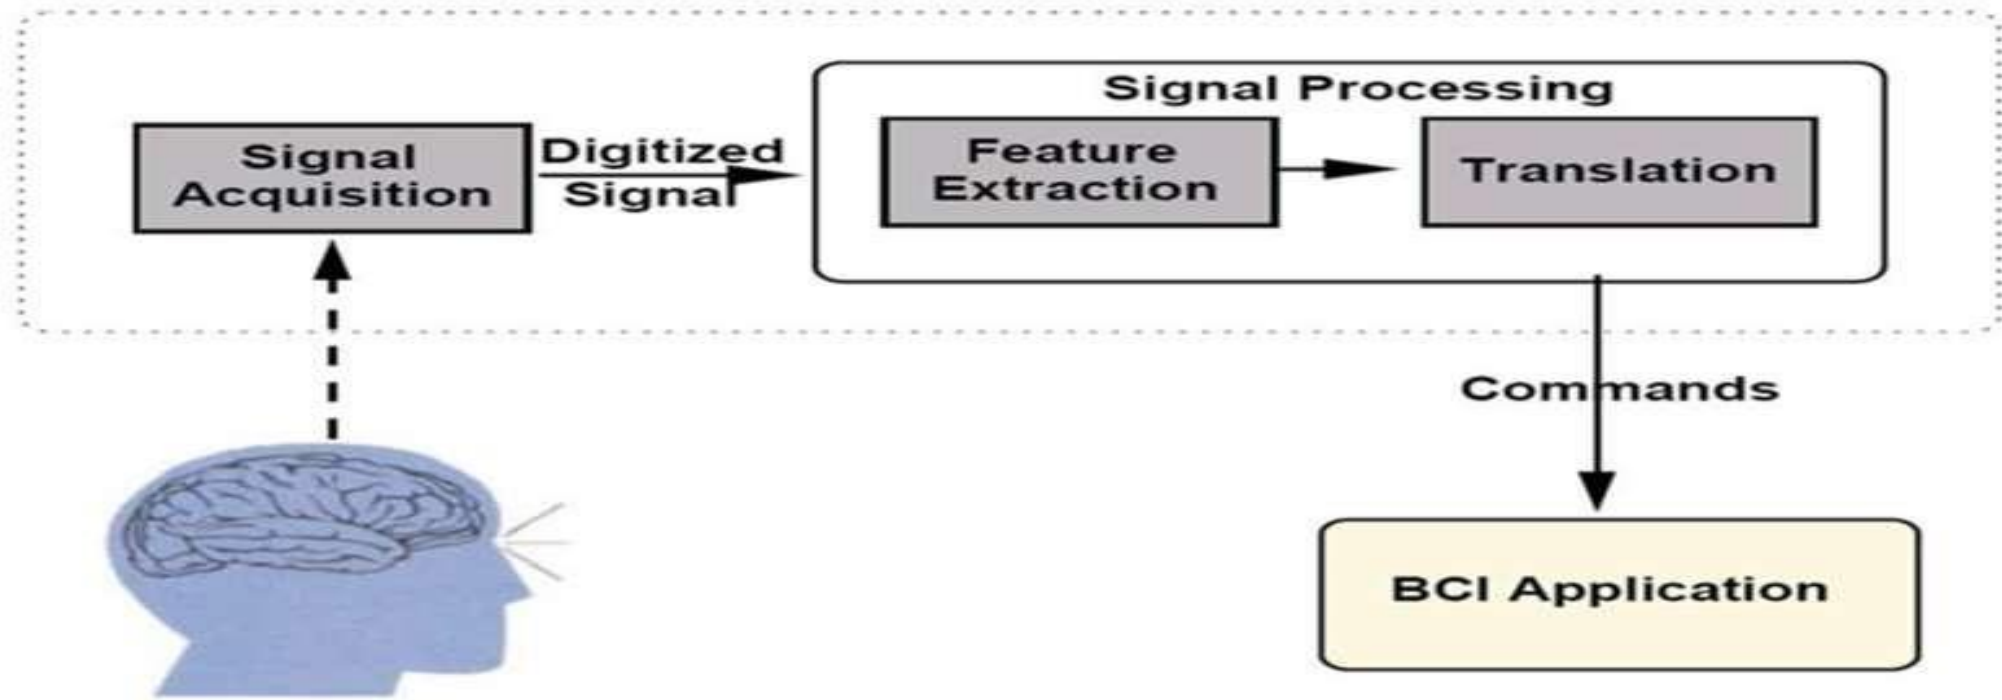 Signal Processing
Signal
Acquisition
Digitized
Signal
Feature
Extraction
Translation
Commands
BCI Application